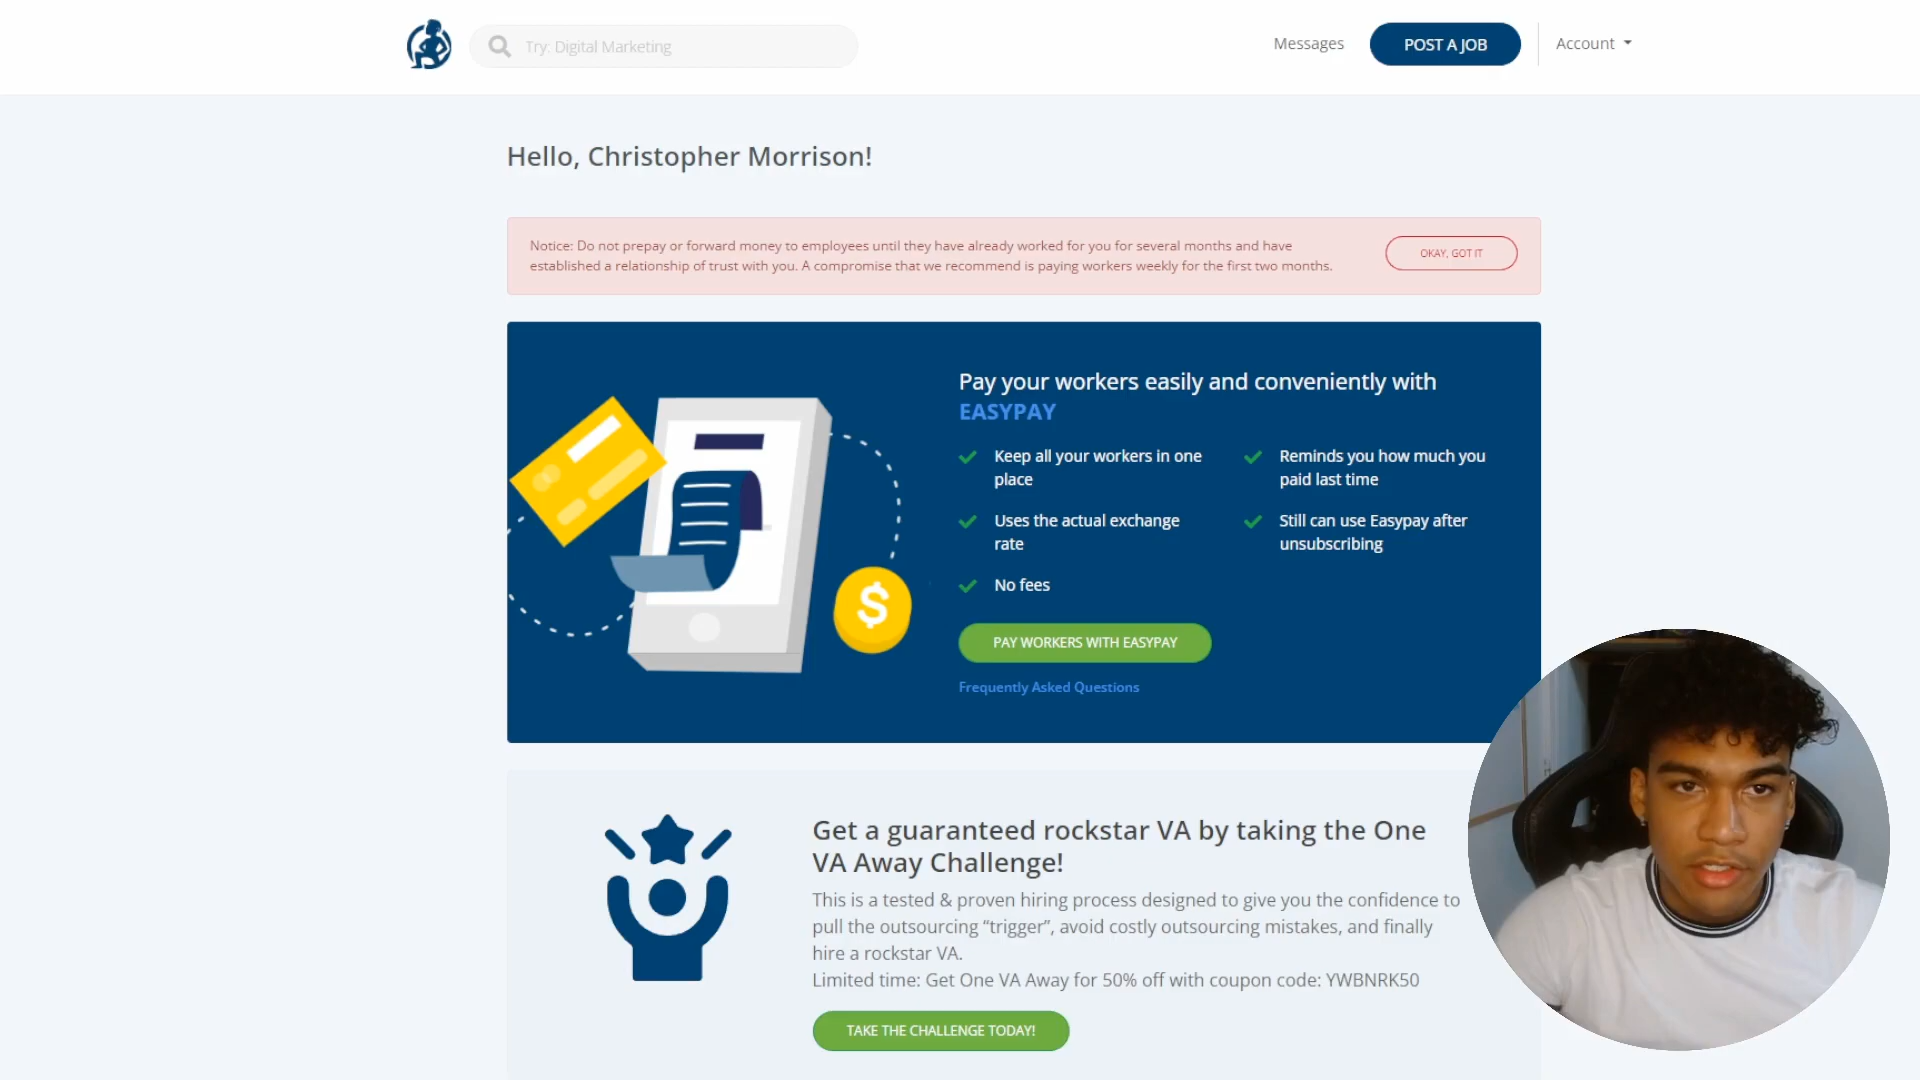 Try: Digital Marketing
Messages
POST A JOB
Account
Hello, Christopher Morrison!
Notice: Do not prepay or forward money to employees until they have already worked for you for several months and have
established a relationship of trust with you. A compromise that we recommend is paying workers weekly for the first two months.
OKAY, GOT IT
Pay your workers easily and conveniently with
EASYPAY
Keep all your workers in one
place
Reminds you how much you
paid last time
Uses the actual exchange
rate
Still can use Easypay after
unsubscribing
No fees
PAY WORKERS WITH EASYPAY
Frequently Asked Questions
$
Get a guaranteed rockstar VA by taking the One
VA Away Challenge!
This is a tested & proven hiring process designed to give you the confidence to
pull the outsourcing “trigger”, avoid costly outsourcing mistakes, and finally
hire a rockstar VA.
Limited time: Get One VA Away for 50% off with coupon code: YWBNRK50
TAKE THE CHALLENGE TODAY!